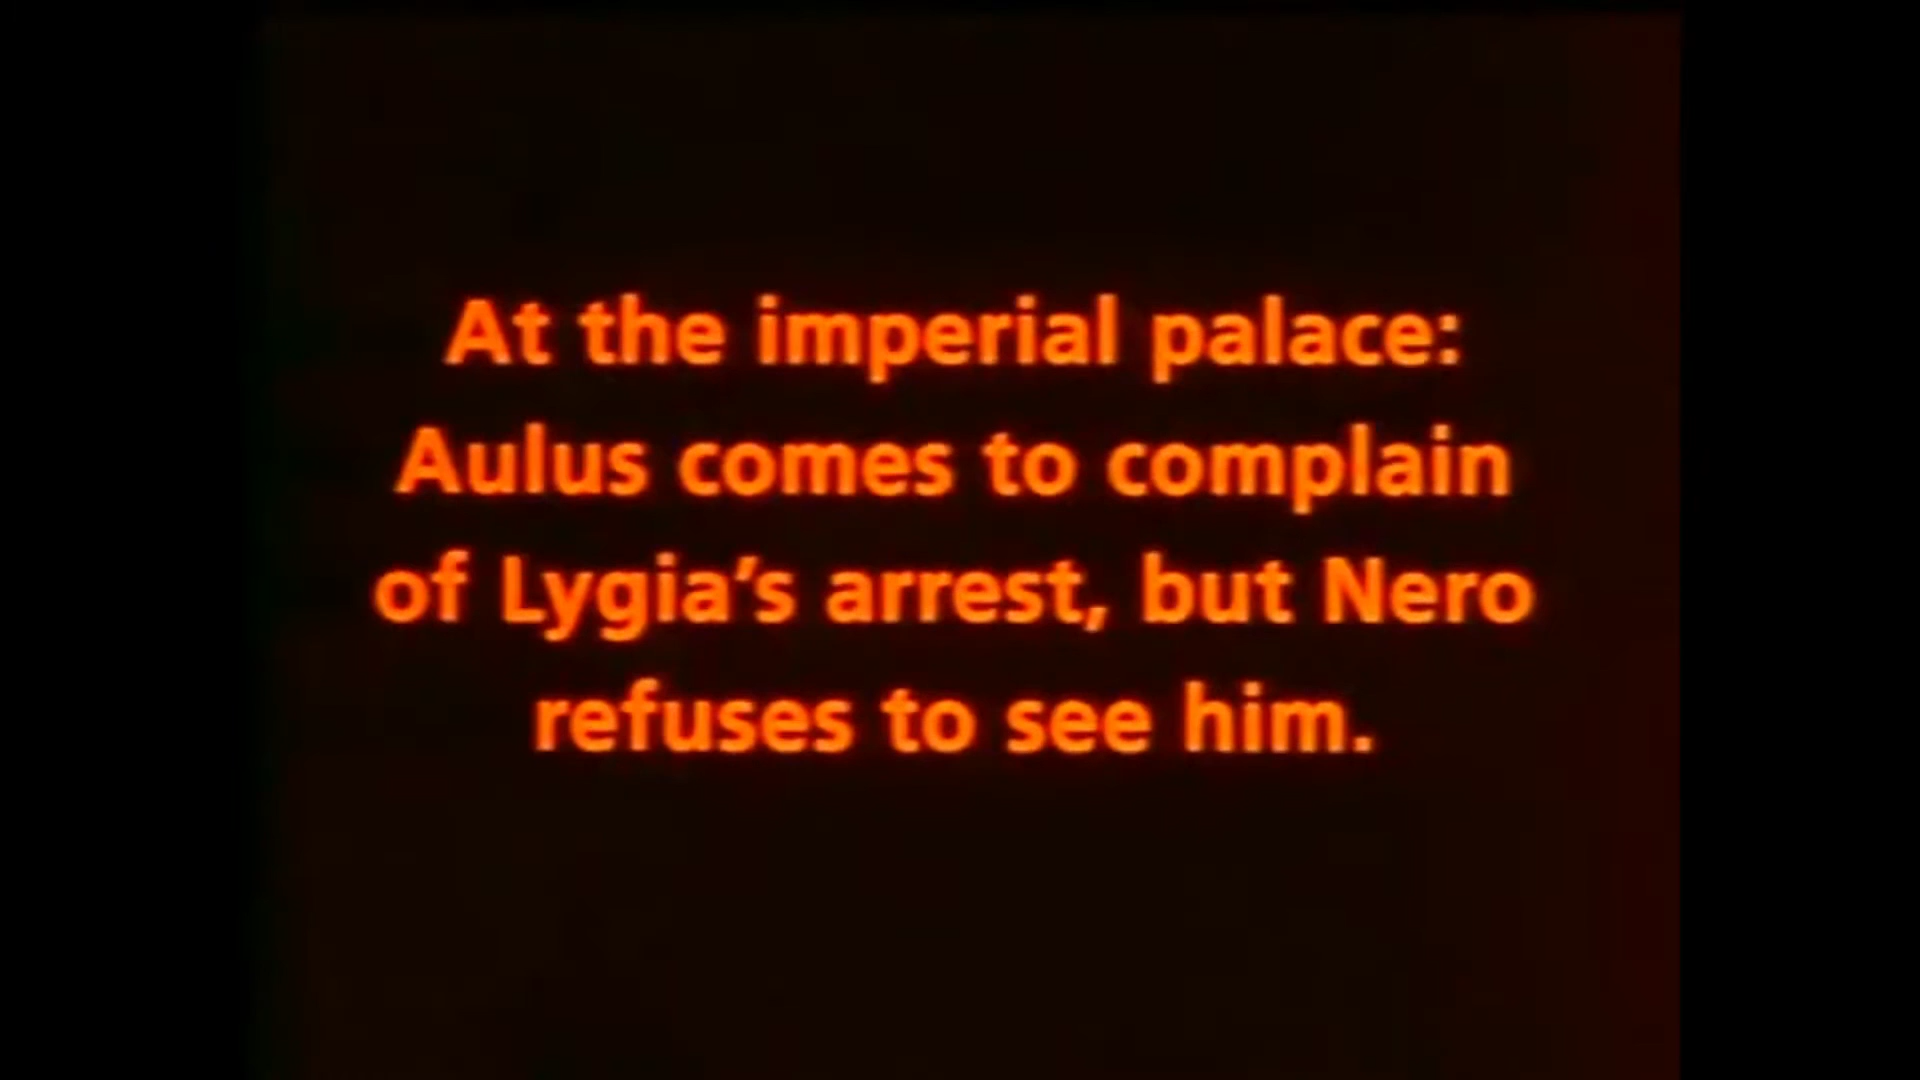 At the imperial palace:
Aulus comes to complain
of Lygia’s arrest, but Nero
refuses to see him.